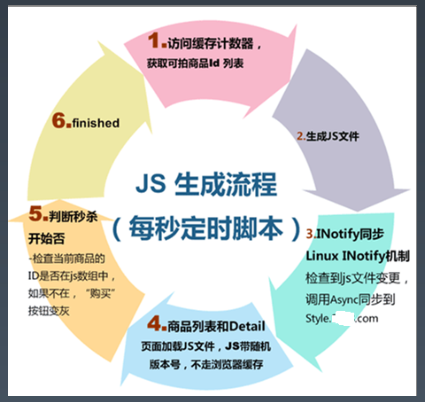 JS 生成流程
（每秒定时脚本）
1.访问缓存计数器，
获取可拍商品Id 列表
2.生成JS文件
3.INotify同步
Linux INotify机制
检查到js文件变更，
调用Async同步到
Style. .com
4.商品列表和Detail
页面加载JS文件，JS带随机
版本号，不走浏览器缓存
5.判断秒杀
开始否
-检查当前商品的
ID是否在js数组中，
如果不在，“购买”
按钮变灰
6.finished